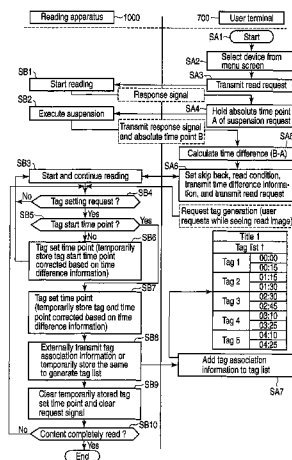 Reading apparatus
1000
700
User terminal
SA1
Start
SA2
Select device from
menu screen
SB1
SA3
Start reading
Transmit read request
Response signal
SB2
SA4
Execute suspension
Hold absolute time point
A of suspension request
Transmit response signal
and absolute time point B
SA5
Calculate time difference (B-A)
SB3
SA6
Start and continue reading
Set skip back, read condition,
transmit time difference informa-
tion, and transmit read request
No
SB4
Tag setting request?
Request tag generation (user
requests while seeing read image)
Yes
SB5
Tag start time point ?
Yes
No
SB6
Tag set time point (temporarily
store tag start time point
corrected based on time
difference information)
Title 1
Tag list 1
Tag 1
00:00
00:15
Tag 2
01:15
01:30
Tag 3
02:30
02:45
Tag 4
03:10
03:25
Tag 5
04:10
04:25
SB7
Tag set time point
(temporarily store tag end time
point corrected based on time
difference information)
SB8
Externally transmit tag
association information or
temporarily store the same
to generate tag list
Add tag association
information to tag list
SA7
SB9
Clear temporarily stored tag
set time point and clear
request signal
SB10
No
Content completely read ?
Yes
End